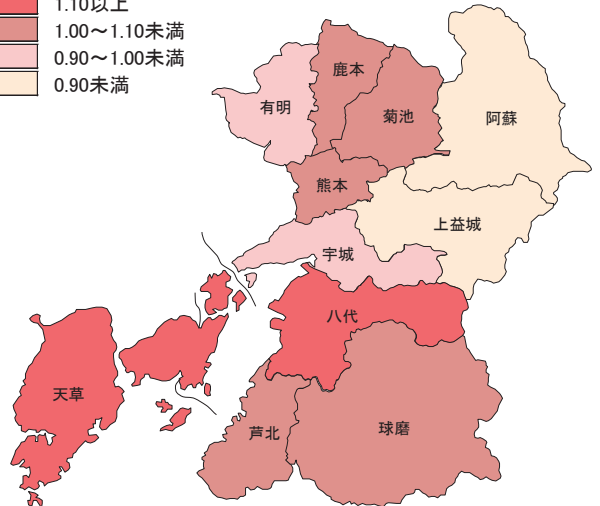 1.10以上
1.00〜1.10未満
0.90〜1.00未満
0.90未満
鹿本
有明
菊池
阿蘇
熊本
上益城
宇城
八代
天草
芦北
球磨